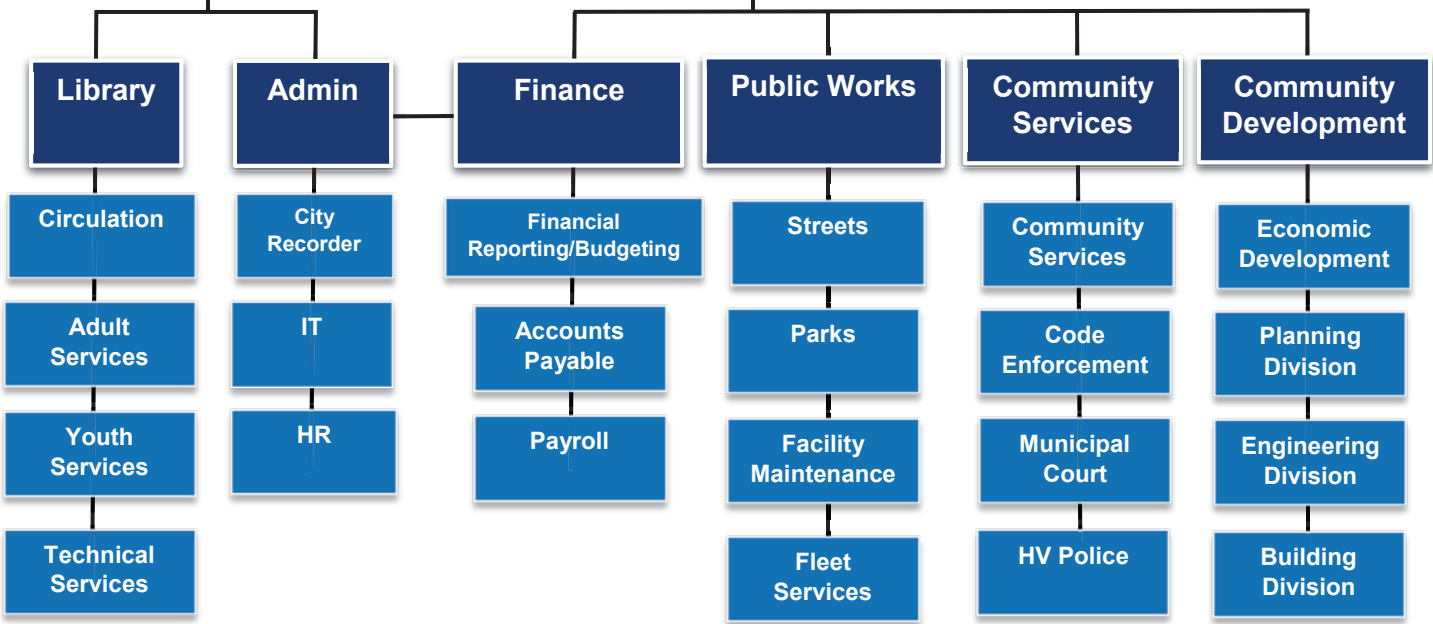 Library
Admin
Finance
Public Works
Community
Services
Community
Development
Circulation
Adult
Services
Youth
Services
Technical
Services
City
Recorder
IT
HR
Financial
Reporting/Budgeting
Accounts
Payable
Payroll
Streets
Parks
Facility
Maintenance
Fleet
Services
Community
Services
Code
Enforcement
Municipal
Court
HV Police
Economic
Development
Planning
Division
Engineering
Division
Building
Division